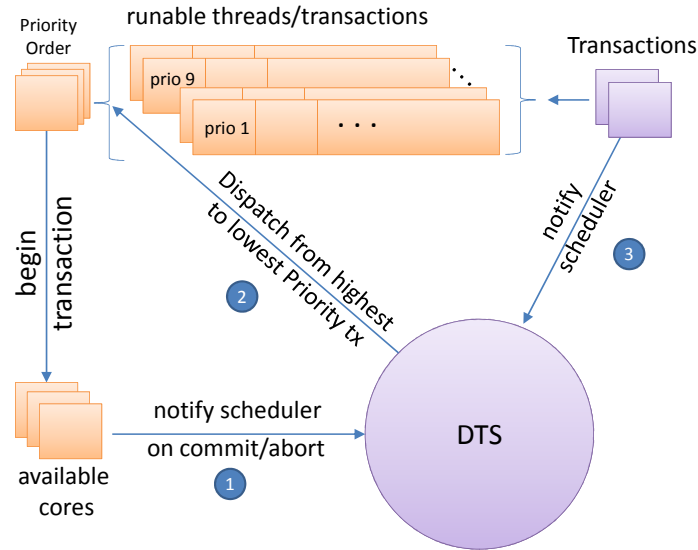 runable threads/transactions
Priority
Order
Transactions
prio 9
. . .
prio 1
. . .
begin
transaction
Dispatch from highest
to lowest Priority tx
notify
scheduler
3
2
notify scheduler
on commit/abort
1
DTS
available
cores